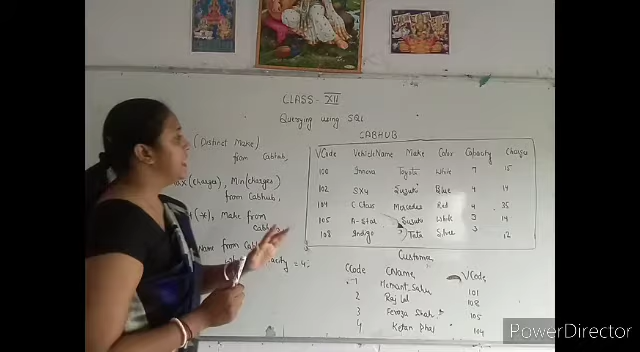 CLASS - XII
Querying using SQL
CABHUB
(Distinct Make)
from Cabhub,
(charges), Min(charges)
from Cabhub,
(*), Make from
Name from
= 4;
VCode VehicleName Make Color Capacity Charges
100 Innova Toyota White 7 15
102 SX4 Suzuki Blue 4 14
104 C Class Mercedes Red 4 35
105 A-Star Suzuki White 3 14
108 Indigo Tata Silver 3 12
Customer
CCode CName VCode
1 Hemant Sahu 101
2 Raj Lal 108
3 Feroza Shah 105
4 Ketan Dhal 104
PowerDirector